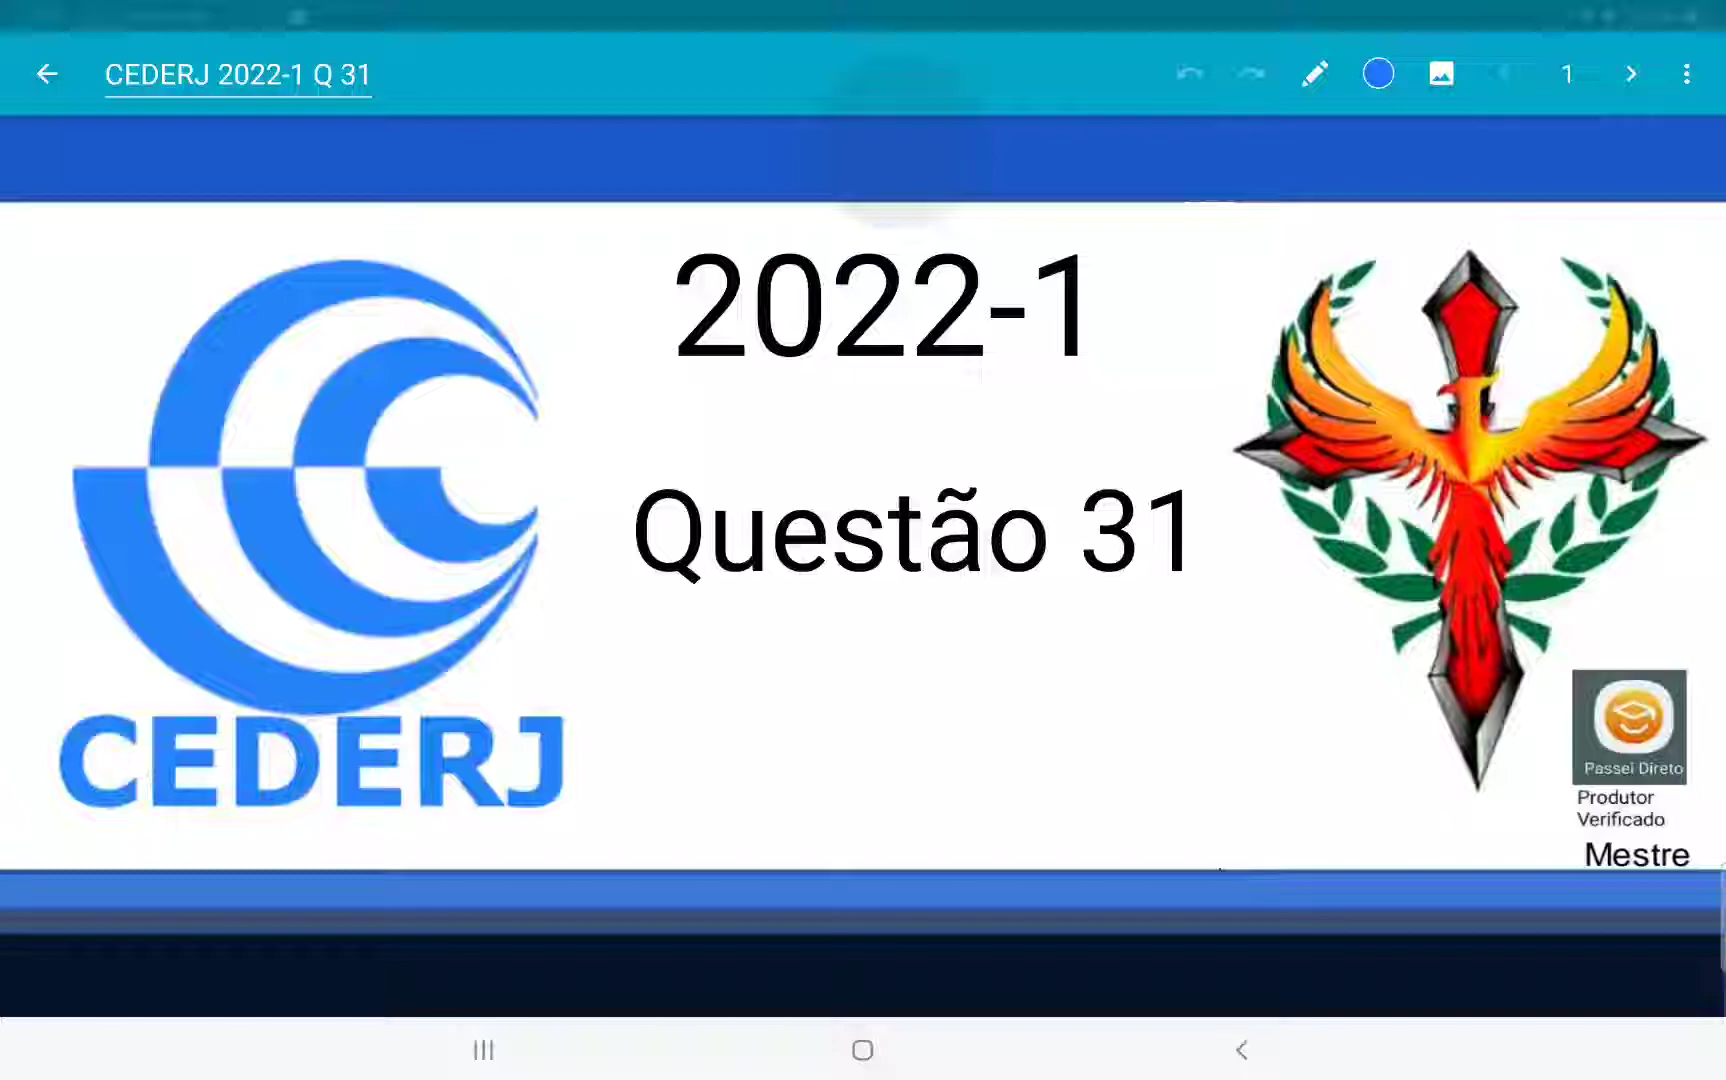 CEDERJ 2022-1 Q 31
1
2022-1
Questão 31
CEDERJ
Passei Direto
Produtor
Verificado
Mestre